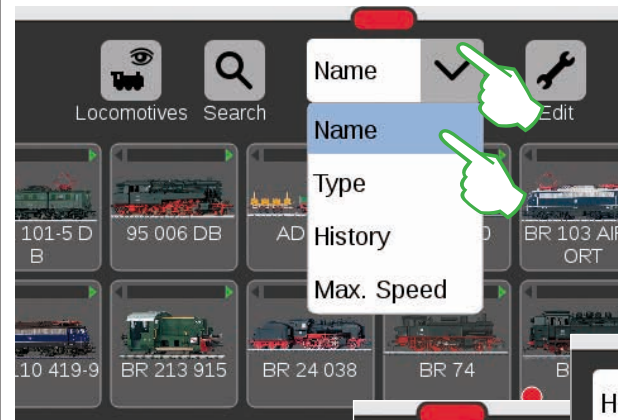 Name
Locomotives Search
Edit
Name
Type
History
Max. Speed
101-5 D
B
95 006 DB
AD
BR 103 AIR
ORT
110 419-9
BR 213 915
BR 24 038
BR 74
B
H